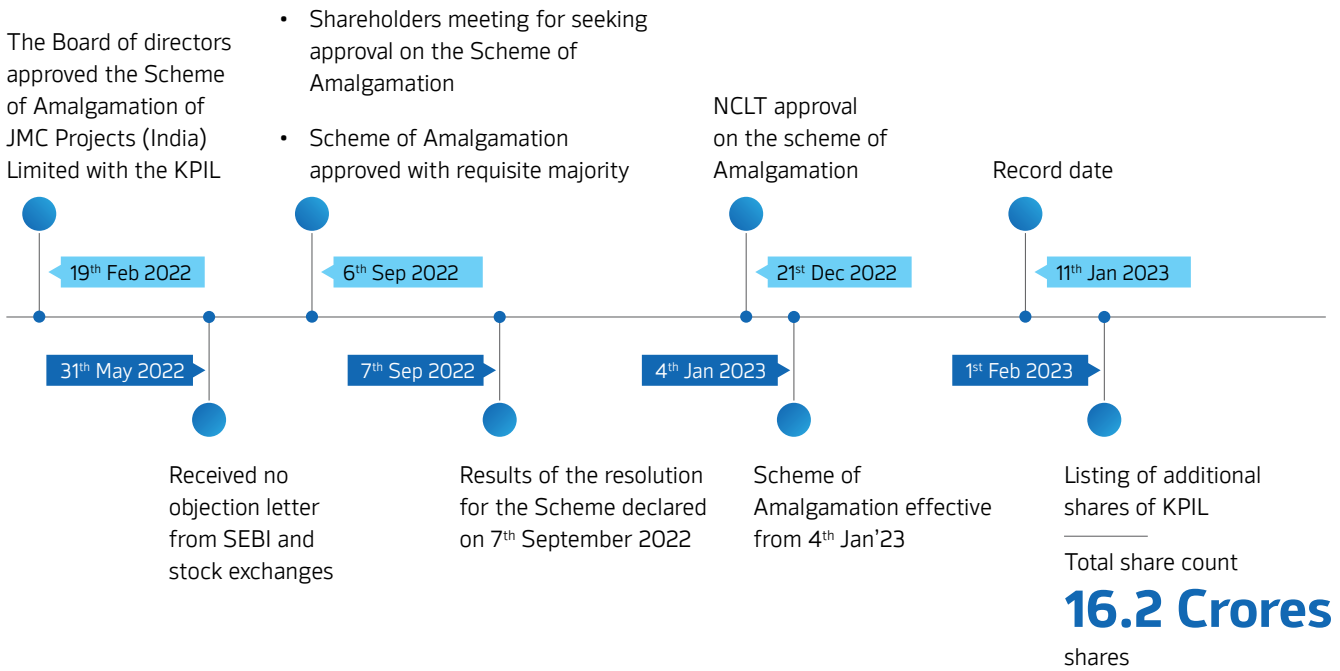 The Board of directors
approved the Scheme
of Amalgamation of
JMC Projects (India)
Limited with the KPIL
19th Feb 2022
31th May 2022
Received no
objection letter
from SEBI and
stock exchanges
• Shareholders meeting for seeking
approval on the Scheme of
Amalgamation
• Scheme of Amalgamation
approved with requisite majority
6th Sep 2022
7th Sep 2022
Results of the resolution
for the Scheme declared
on 7th September 2022
NCLT approval
on the scheme of
Amalgamation
21st Dec 2022
4th Jan 2023
Scheme of
Amalgamation effective
from 4th Jan'23
Record date
11th Jan 2023
1st Feb 2023
Listing of additional
shares of KPIL
Total share count
16.2 Crores
shares